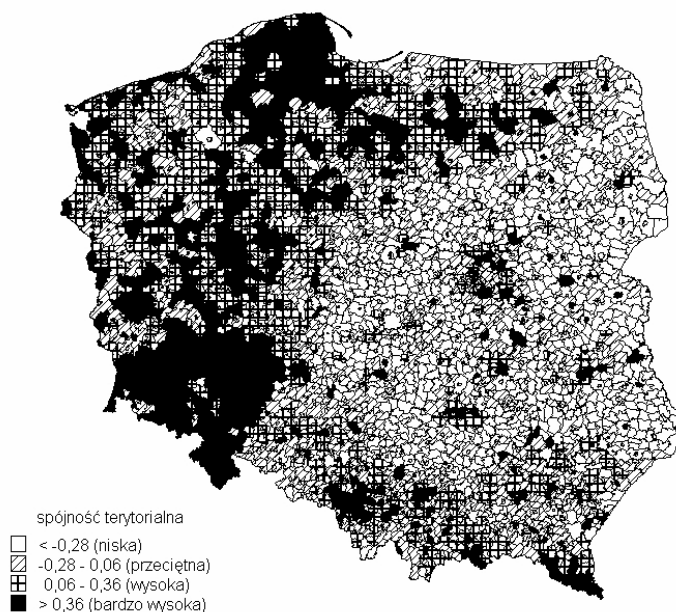 spójność terytorialna
< -0,28 (niska)
-0,28 - 0,06 (przeciętna)
0,06 - 0,36 (wysoka)
> 0,36 (bardzo wysoka)